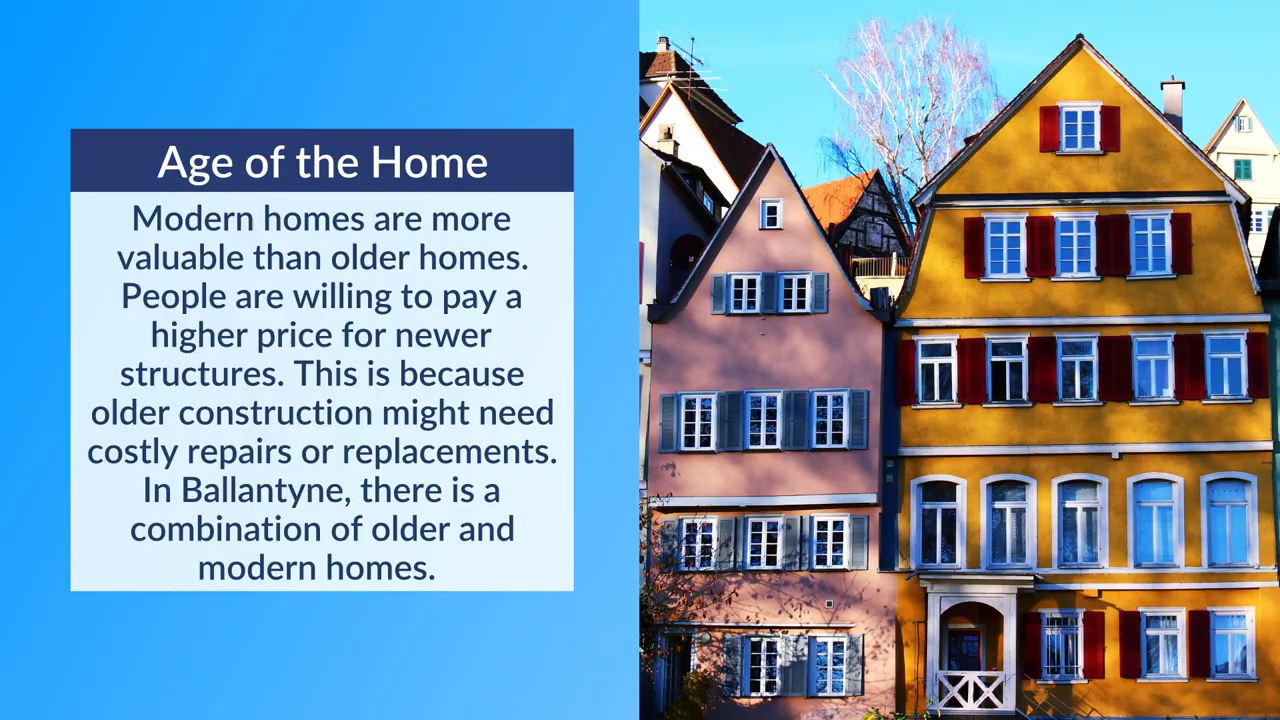 Age of the Home
Modern homes are more
valuable than older homes.
People are willing to pay a
higher price for newer
structures. This is because
older construction might need
costly repairs or replacements.
In Ballantyne, there is a
combination of older and
modern homes.